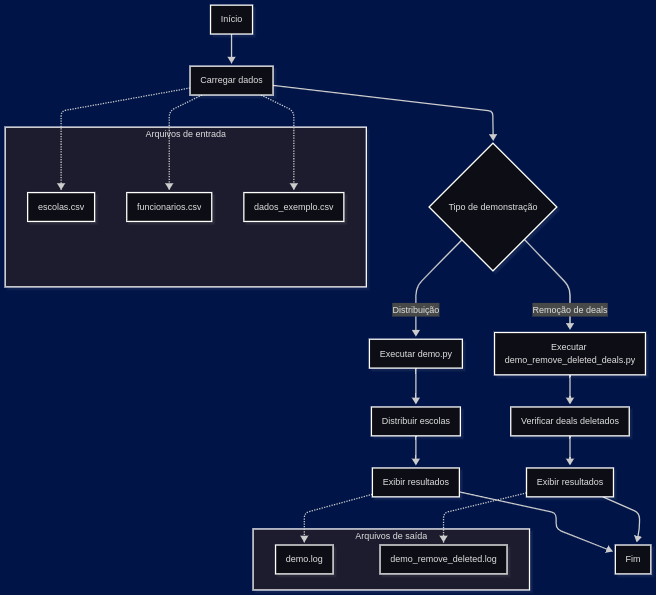 Início
Carregar dados
Arquivos de entrada
escolas.csv
funcionarios.csv
dados_exemplo.csv
Tipo de demonstração
Distribuição
Remoção de deals
Executar demo.py
Executar
demo_remove_deleted_deals.py
Distribuir escolas
Verificar deals deletados
Exibir resultados
Exibir resultados
Arquivos de saída
demo.log
demo_remove_deleted.log
Fim